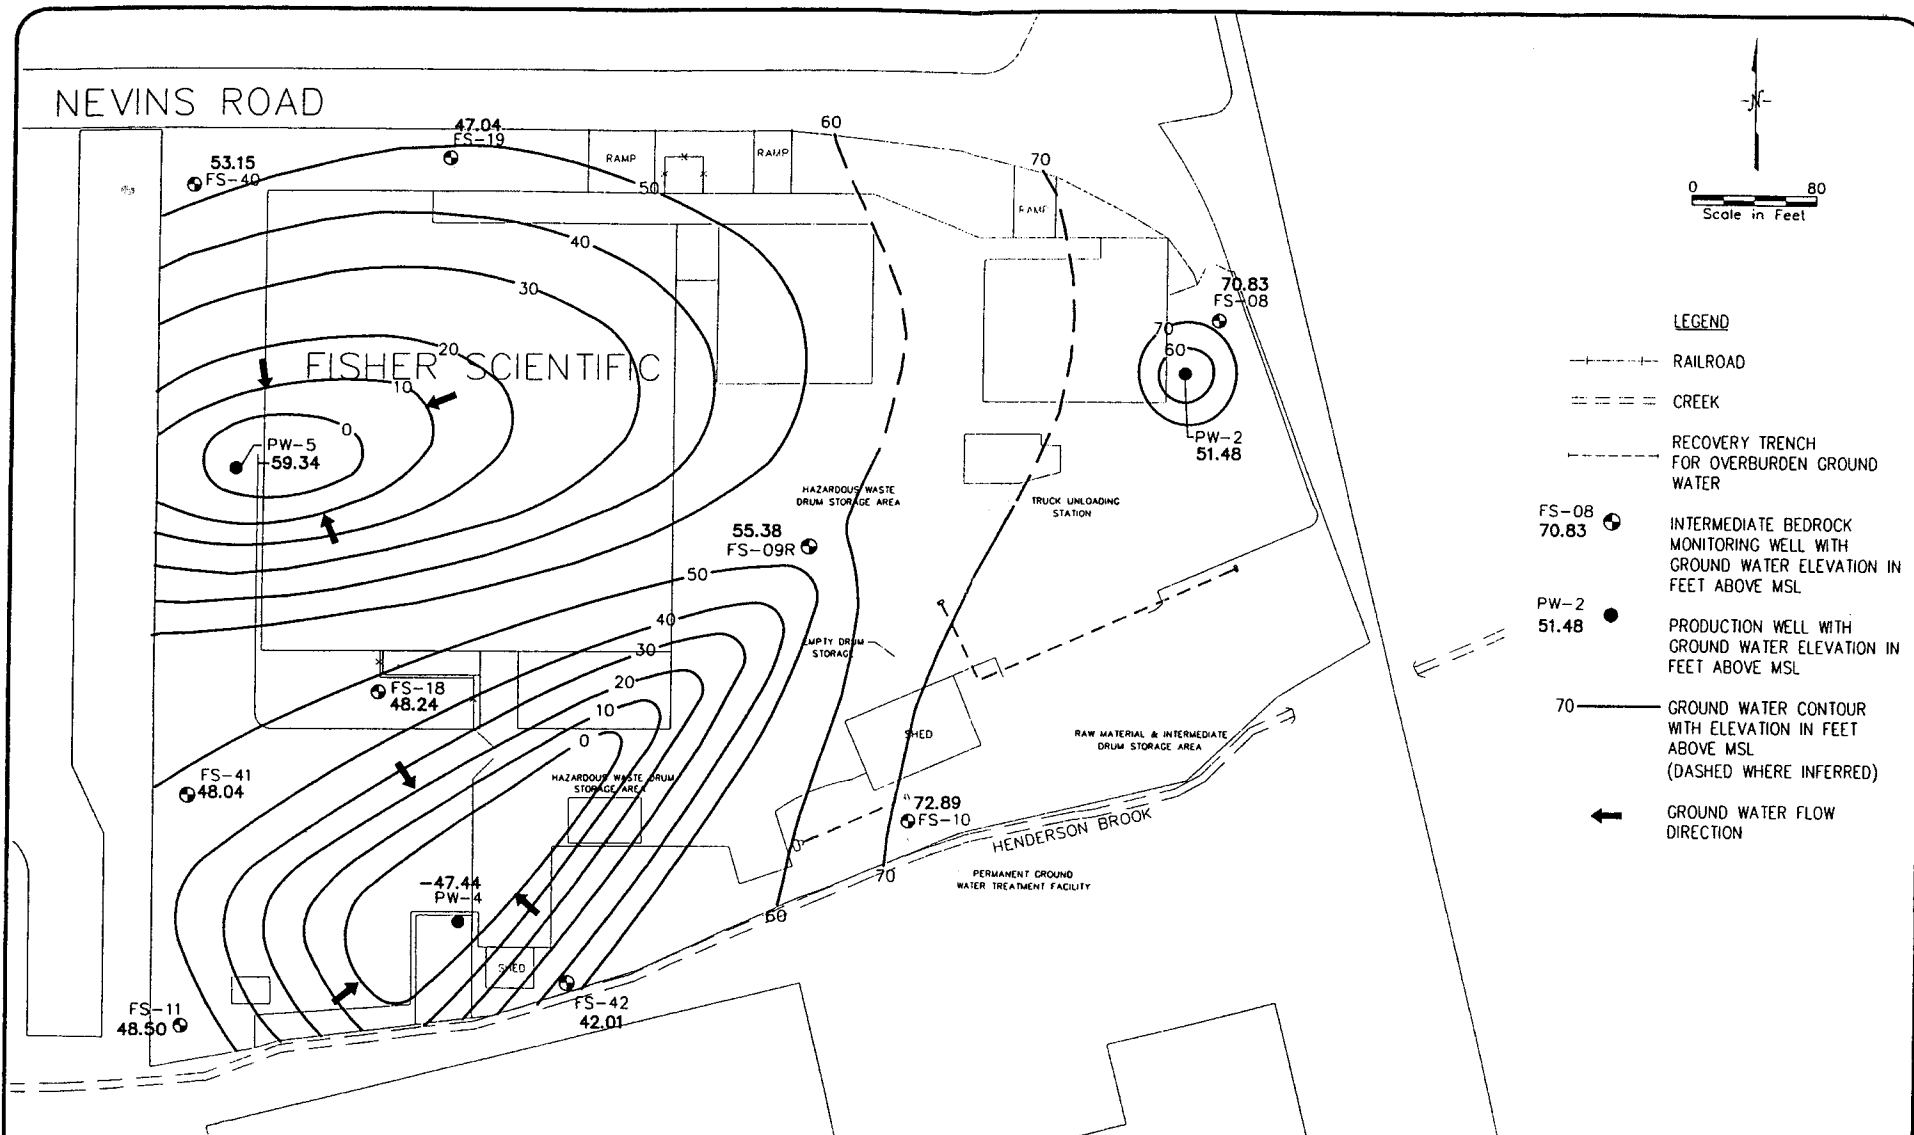 NEVINS ROAD
47.04
FS-19
53.15
FS-40
RAMP
RAMP
60
70
50
RAMP
40
30
20
10
0
FISHER SCIENTIFIC
PW-5
-59.34
70.83
FS-08
70
60
PW-2
51.48
HAZARDOUS WASTE
DRUM STORAGE AREA
TRUCK UNLOADING
STATION
55.38
FS-09R
50
40
30
20
10
0
EMPTY DRUM
STORAGE
FS-18
48.24
SHED
RAW MATERIAL & INTERMEDIATE
DRUM STORAGE AREA
FS-41
48.04
HAZARDOUS WASTE DRUM
STORAGE AREA
72.89
FS-10
HENDERSON BROOK
70
PERMANENT GROUND
WATER TREATMENT FACILITY
-47.44
PW-4
60
SHED
FS-42
42.01
FS-11
48.50
N
0 80
Scale in Feet
LEGEND
RAILROAD
CREEK
RECOVERY TRENCH
FOR OVERBURDEN GROUND
WATER
FS-08
70.83
INTERMEDIATE BEDROCK
MONITORING WELL WITH
GROUND WATER ELEVATION IN
FEET ABOVE MSL
PW-2
51.48
PRODUCTION WELL WITH
GROUND WATER ELEVATION IN
FEET ABOVE MSL
70
GROUND WATER CONTOUR
WITH ELEVATION IN FEET
ABOVE MSL
(DASHED WHERE INFERRED)
GROUND WATER FLOW
DIRECTION